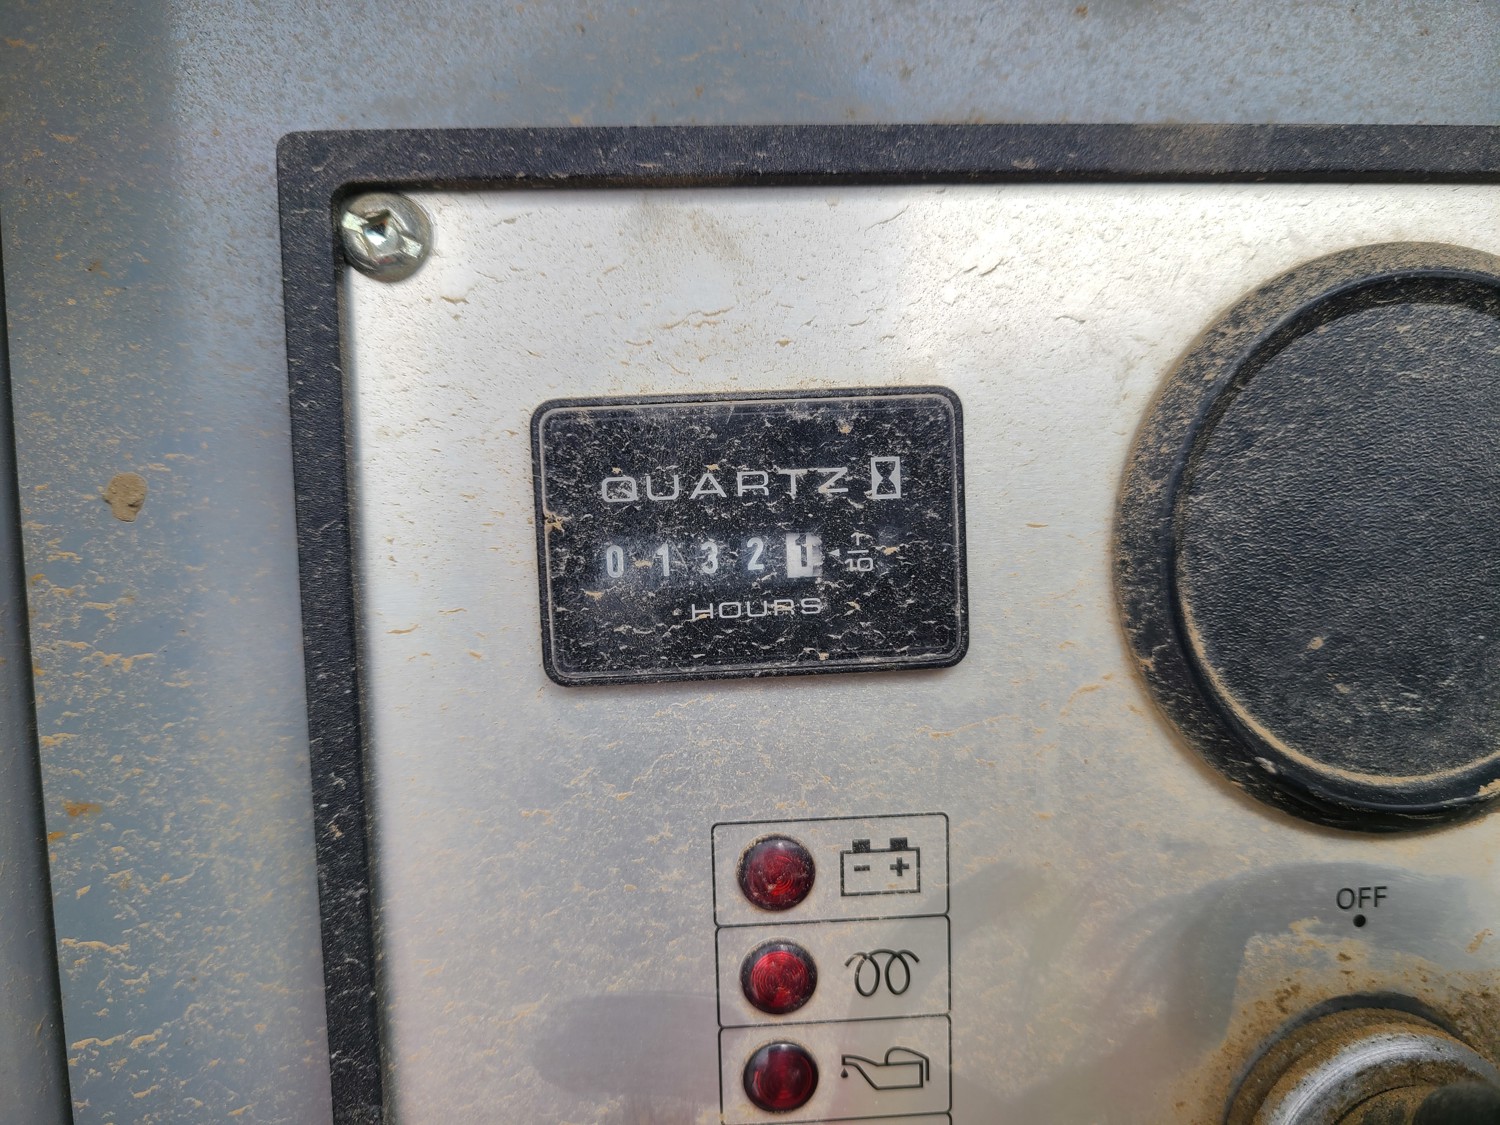 QUARTZ
0 1 3 2 1 1/10
HOURS
- +
OFF